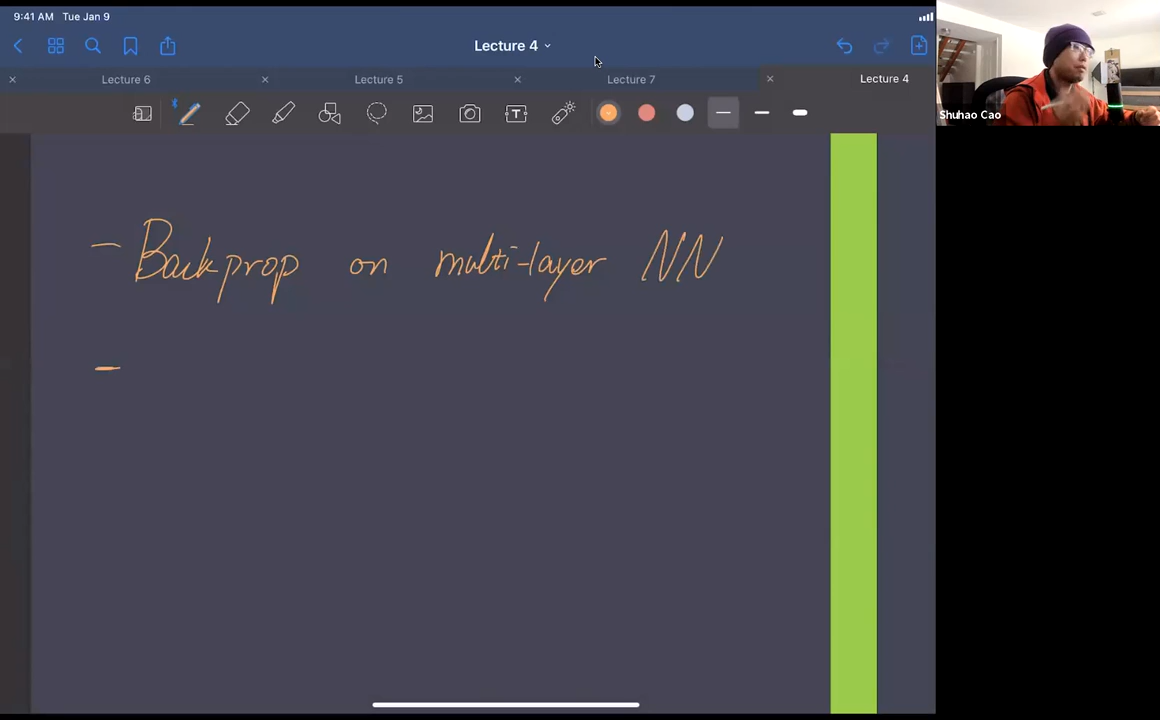 9:41 AM Tue Jan 9
Lecture 4
Lecture 6
Lecture 5
Lecture 7
Lecture 4
Shuhao Cao
- Backprop on multi-layer NN
-